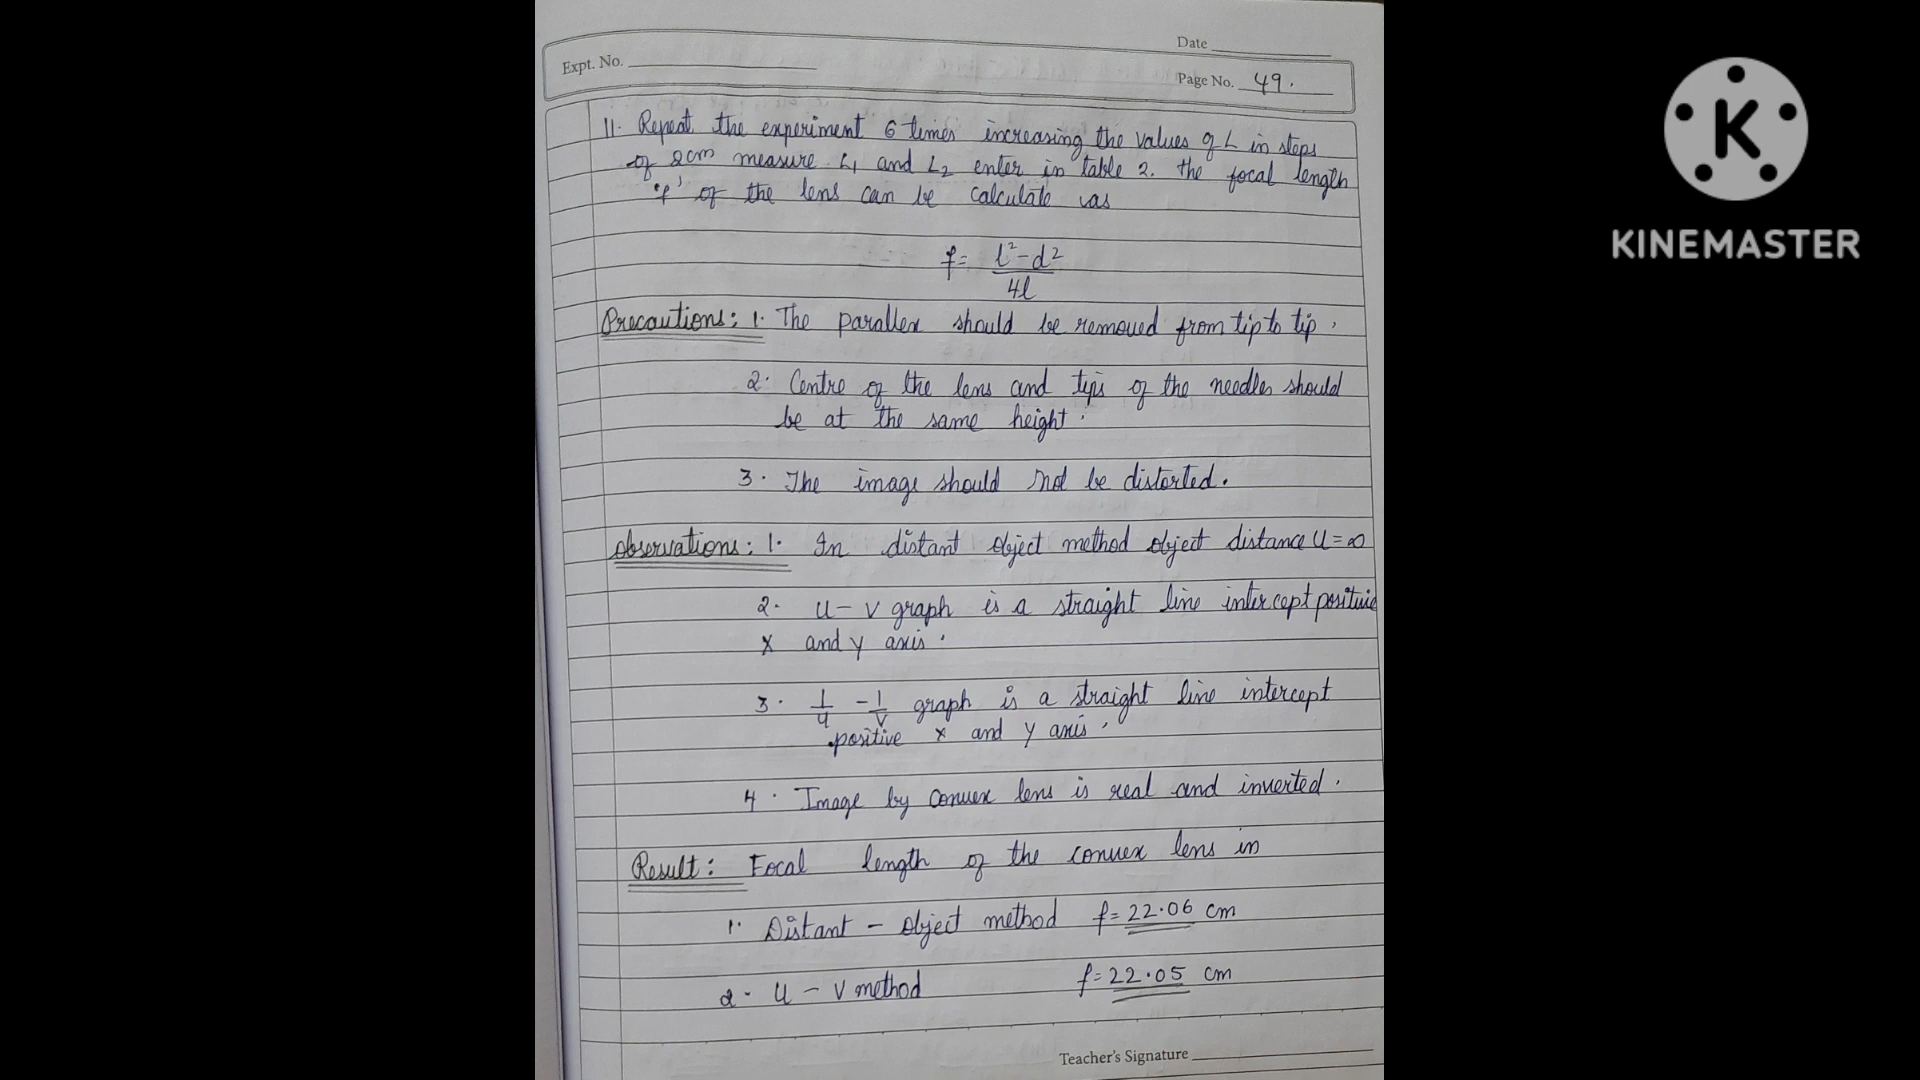 Date
Expt. No.
Page No. 49.
11. Repeat the experiment 6 times increasing the values of L in steps
of 2cm measure L1 and L2 enter in table 2. the focal length
'f' of the lens can be calculate as
f = l²-d²
4l
Precautions: 1. The parallex should be removed from tip to tip.
2. Centre of the lens and tips of the needles should
be at the same height.
3. The image should not be distorted.
Observations: 1. In distant object method object distance U = ∞
2. U - V graph is a straight line intercept positive
x and y axis.
3. 1/u - 1/v graph is a straight line intercept
positive x and y axis.
4. Image by convex lens is real and inverted.
Result: Focal length of the convex lens in
1. Distant - object method f = 22.06 cm
2. U - V method f = 22.05 cm
Teacher's Signature
K
KINEMASTER